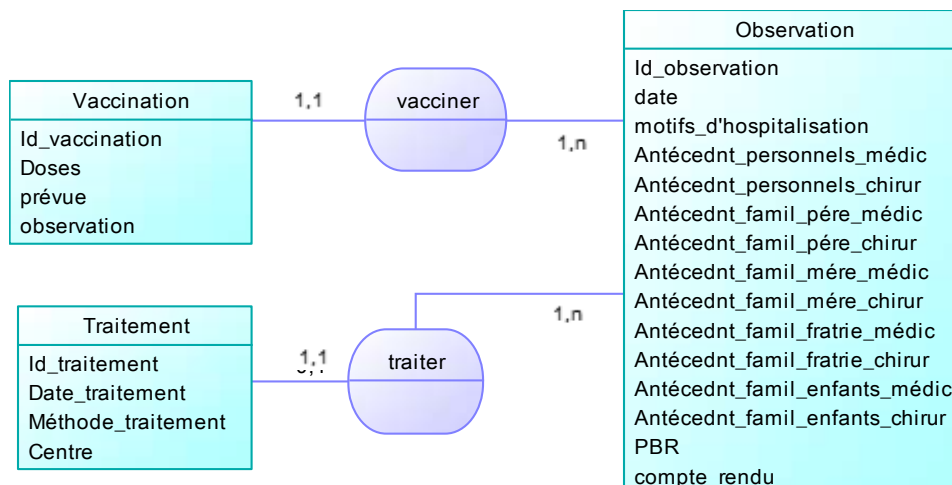 Vaccination
Id_vaccination
Doses
prévue
observation
1,1
vacciner
1,n
Observation
Id_observation
date
motifs_d'hospitalisation
Antécednt_personnels_médic
Antécednt_personnels_chirur
Antécednt_famil_pére_médic
Antécednt_famil_pére_chirur
Antécednt_famil_mére_médic
Antécednt_famil_mére_chirur
Antécednt_famil_fratrie_médic
Antécednt_famil_fratrie_chirur
Antécednt_famil_enfants_médic
Antécednt_famil_enfants_chirur
PBR
compte_rendu
Traitement
Id_traitement
Date_traitement
Méthode_traitement
Centre
1,1
traiter
1,n